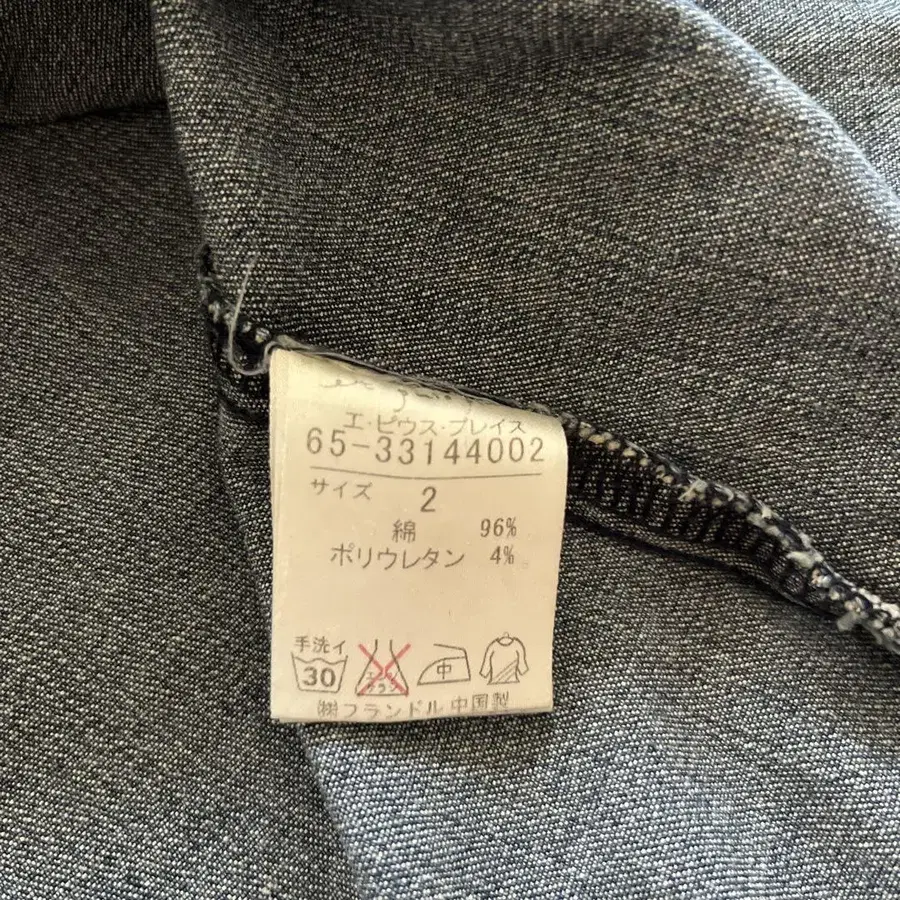 エ・ピウス・プレイス
65-33144002
サイズ 2
綿 96%
ポリウレタン 4%
手洗イ
30
中
㈱フランドル 中国製